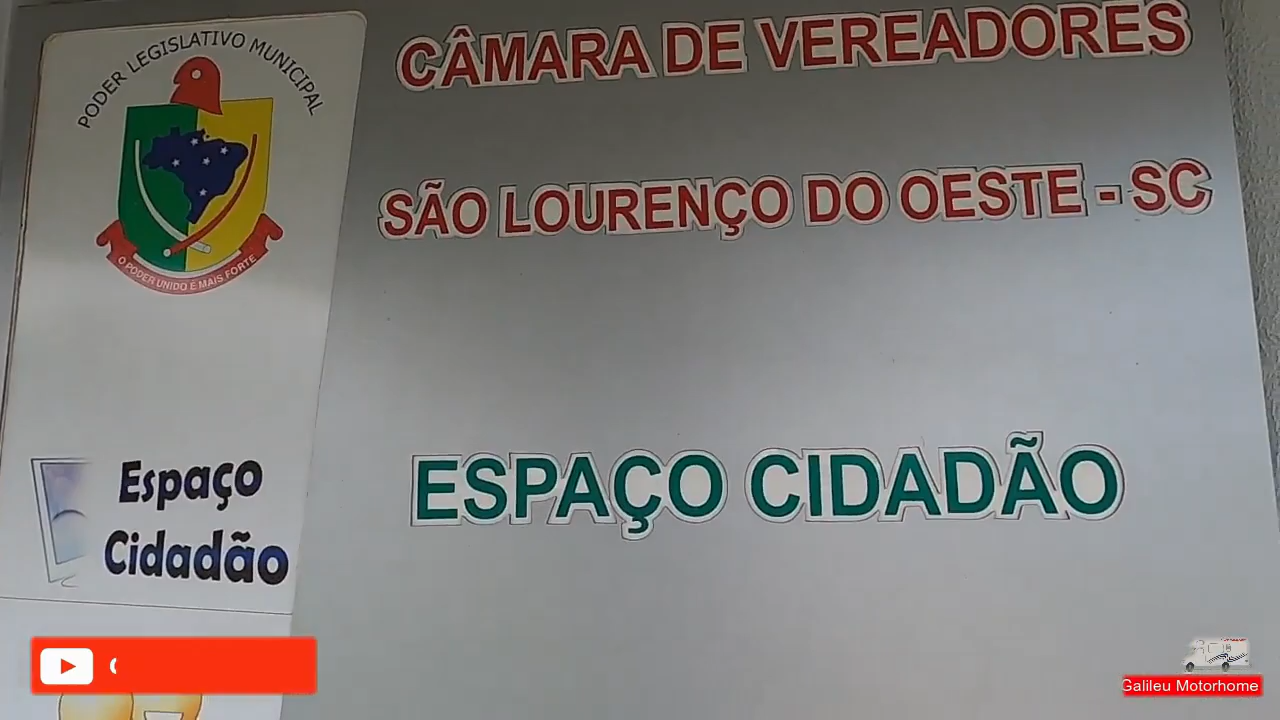 PODER LEGISLATIVO MUNICIPAL
O PODER UNIDO É MAIS FORTE
CÂMARA DE VEREADORES
SÃO LOURENÇO DO OESTE - SC
ESPAÇO CIDADÃO
Espaço
Cidadão
Galileu Motorhome